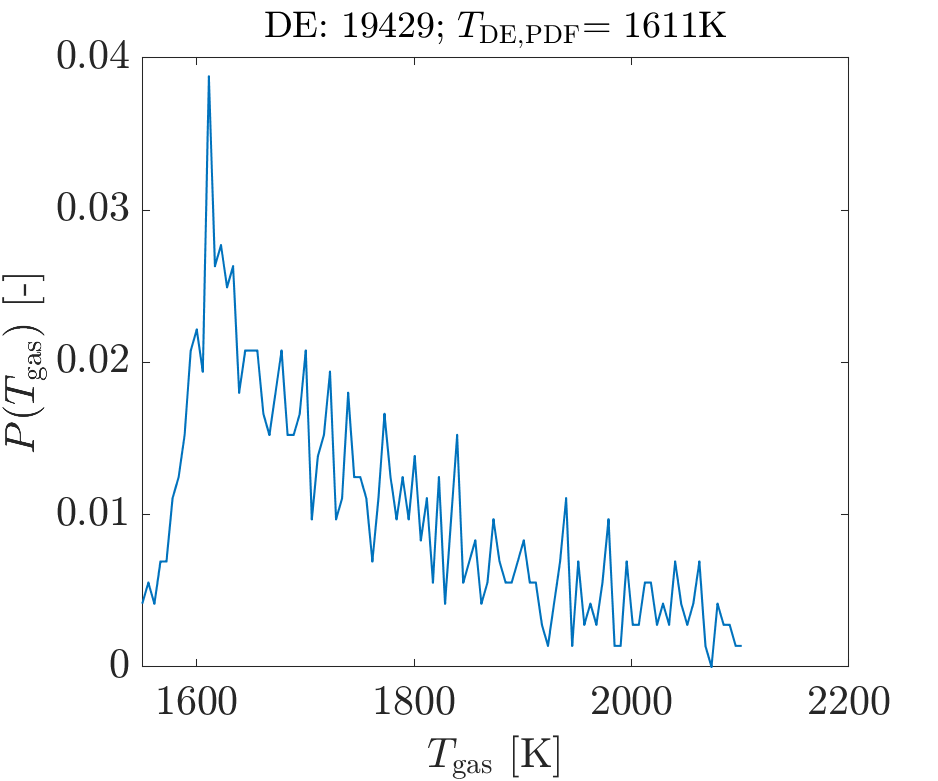 DE: 19429; T_DE,PDF= 1611K
0.04
0.03
0.02
0.01
0
P(T_gas) [-]
1600 1800 2000 2200
T_gas [K]